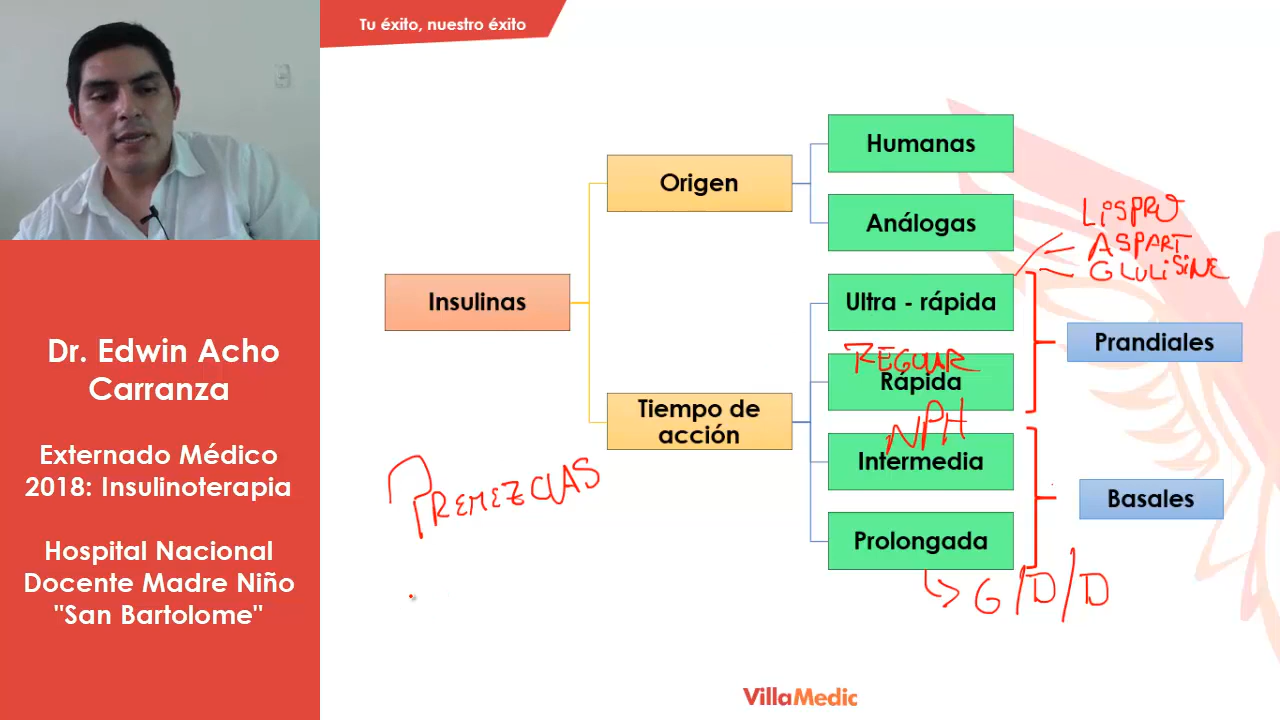 Tu éxito, nuestro éxito
Dr. Edwin Acho
Carranza
Externado Médico
2018: Insulinoterapia
Hospital Nacional
Docente Madre Niño
"San Bartolome"
Insulinas
Origen
Tiempo de
acción
Humanas
Análogas
Ultra - rápida
REGULAR
Rápida
NPH
Intermedia
Prolongada
LiSPRO
ASPART
GLULiSiNE
Prandiales
Basales
G/D/D
PREMEZCLAS
VillaMedic